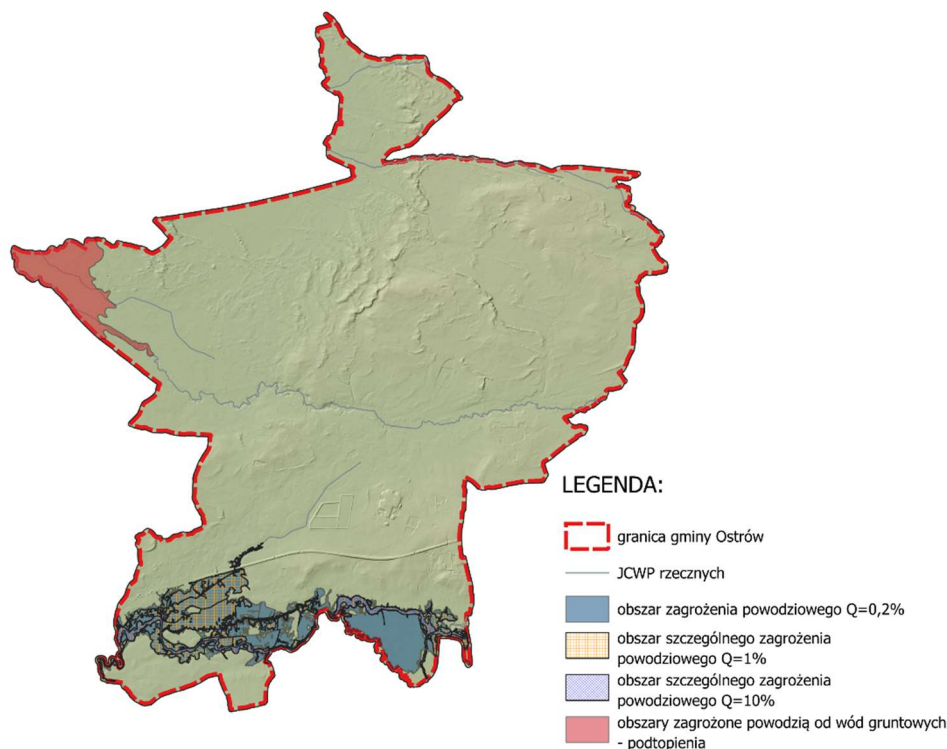 LEGENDA:
granica gminy Ostrów
JCWP rzecznych
obszar zagrożenia powodziowego Q=0,2%
obszar szczególnego zagrożenia
powodziowego Q=1%
obszar szczególnego zagrożenia
powodziowego Q=10%
obszary zagrożone powodzią od wód gruntowych
- podtopienia